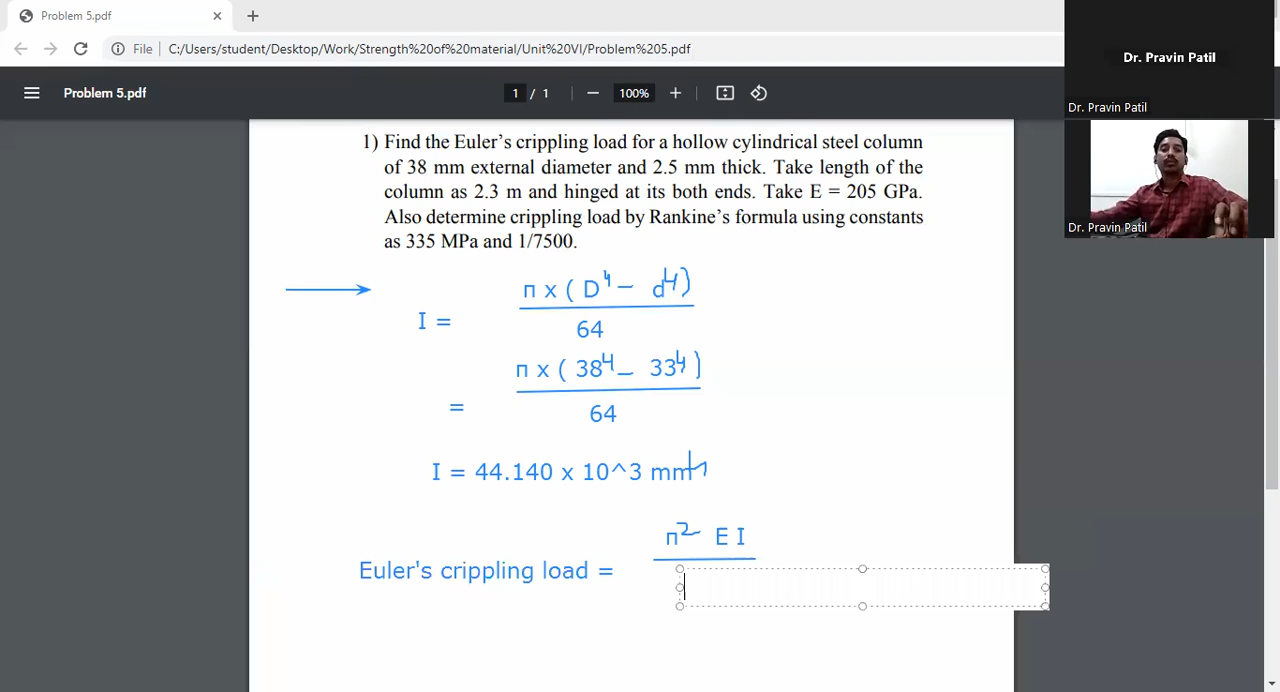 Problem 5.pdf
File C:/Users/student/Desktop/Work/Strength%20of%20material/Unit%20VI/Problem%205.pdf
Problem 5.pdf 1 / 1 100%
Dr. Pravin Patil
Dr. Pravin Patil
Dr. Pravin Patil
1) Find the Euler's crippling load for a hollow cylindrical steel column
of 38 mm external diameter and 2.5 mm thick. Take length of the
column as 2.3 m and hinged at its both ends. Take E = 205 GPa.
Also determine crippling load by Rankine's formula using constants
as 335 MPa and 1/7500.
π x ( D⁴ – d⁴)
I =
64
π x ( 38⁴ – 33⁴ )
=
64
I = 44.140 x 10^3 mm⁴
π² E I
Euler's crippling load =